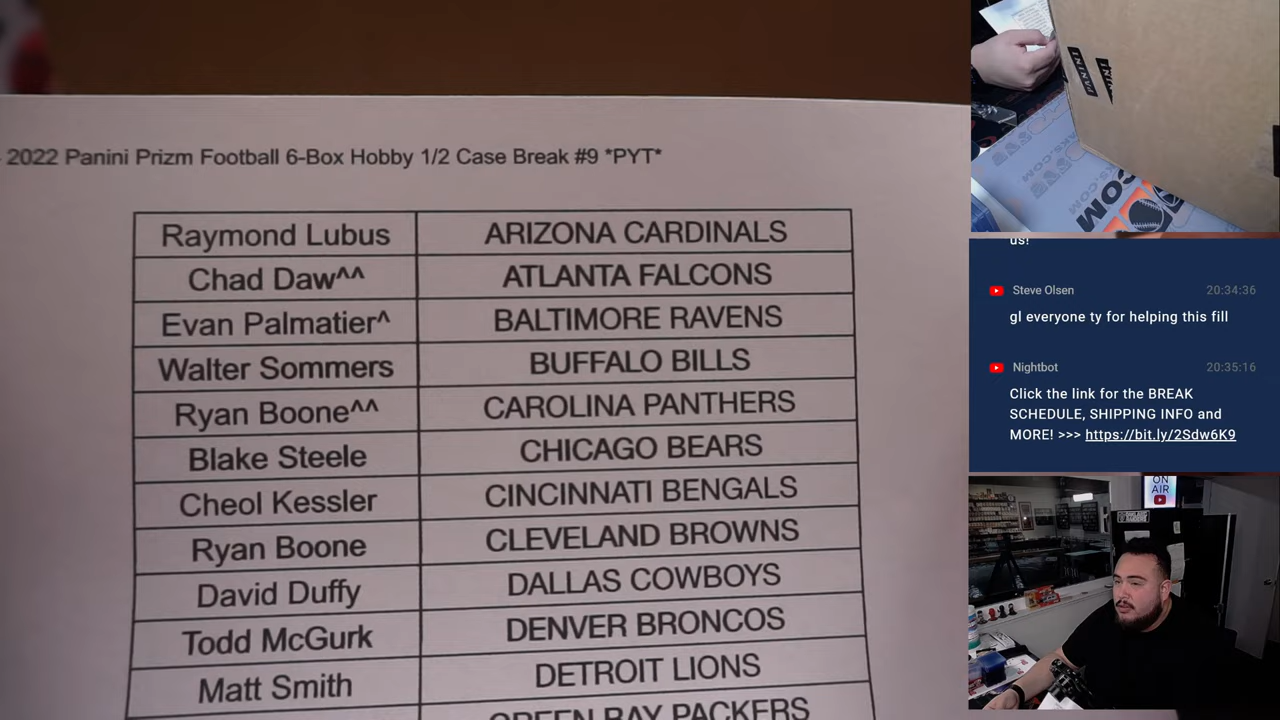 2022 Panini Prizm Football 6-Box Hobby 1/2 Case Break #9 *PYT*
Raymond Lubus ARIZONA CARDINALS
Chad Daw^^ ATLANTA FALCONS
Evan Palmatier^ BALTIMORE RAVENS
Walter Sommers BUFFALO BILLS
Ryan Boone^^ CAROLINA PANTHERS
Blake Steele CHICAGO BEARS
Cheol Kessler CINCINNATI BENGALS
Ryan Boone CLEVELAND BROWNS
David Duffy DALLAS COWBOYS
Todd McGurk DENVER BRONCOS
Matt Smith DETROIT LIONS
GREEN BAY PACKERS
PANINI
us!
Steve Olsen 20:34:36
gl everyone ty for helping this fill
Nightbot 20:35:16
Click the link for the BREAK
SCHEDULE, SHIPPING INFO and
MORE! >>> https://bit.ly/2Sdw6K9
ON
AIR